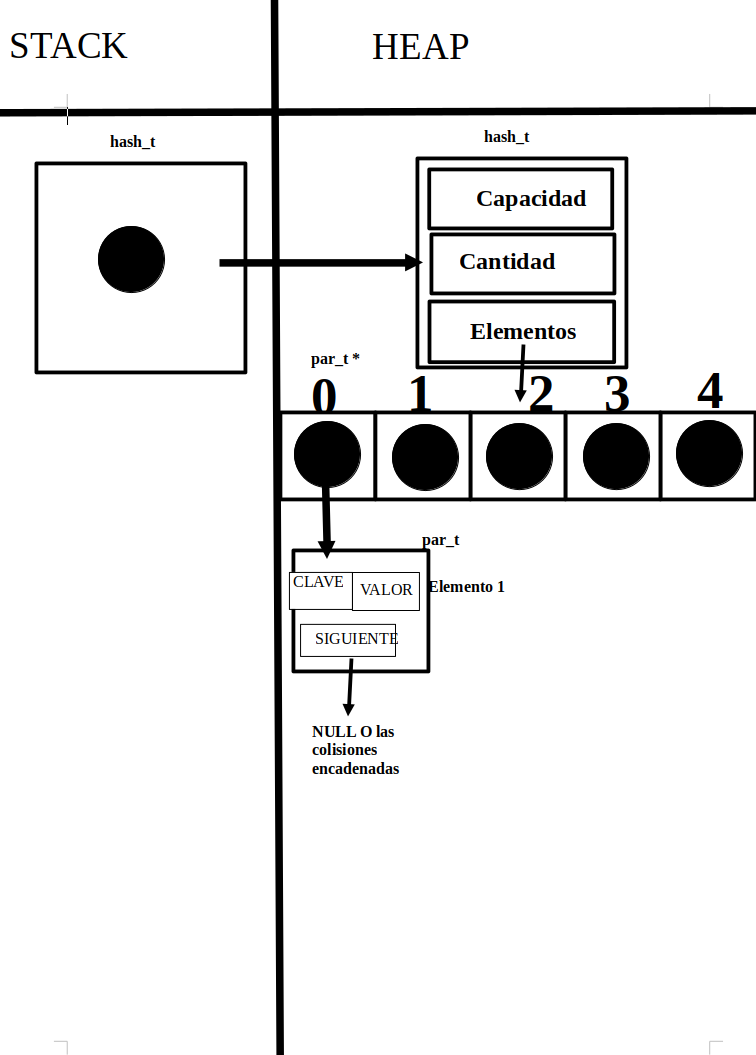 STACK
HEAP
hash_t
hash_t
Capacidad
Cantidad
Elementos
par_t *
0 1 2 3 4
par_t
CLAVE VALOR
Elemento 1
SIGUIENTE
NULL O las
colisiones
encadenadas